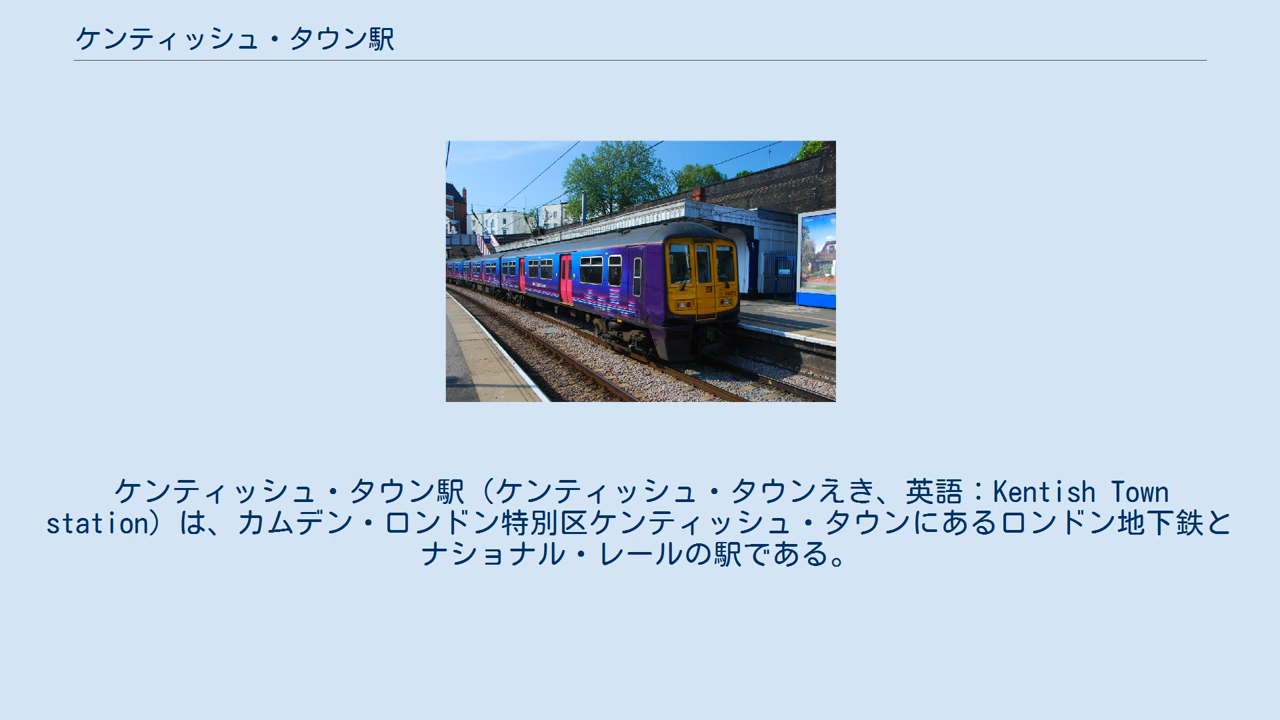 ケンティッシュ・タウン駅
ケンティッシュ・タウン駅（ケンティッシュ・タウンえき、英語：Kentish Town
station）は、カムデン・ロンドン特別区ケンティッシュ・タウンにあるロンドン地下鉄と
ナショナル・レールの駅である。